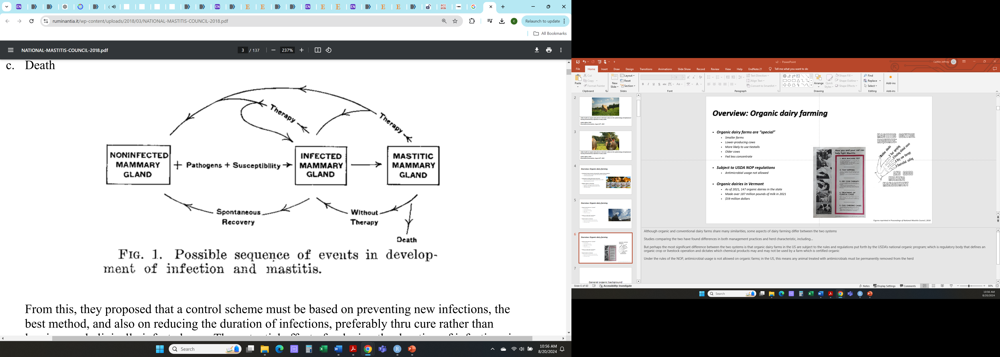 ruminantia.it/wp-content/uploads/2018/03/NATIONAL-MASTITIS-COUNCIL-2018.pdf
Relaunch to update
All Bookmarks
NATIONAL-MASTITIS-COUNCIL-2018.pdf
3 / 137
237%
c. Death
Therapy
Therapy
NONINFECTED
MAMMARY
GLAND
+ Pathogens + Susceptibility
INFECTED
MAMMARY
GLAND
MASTITIC
MAMMARY
GLAND
Spontaneous
Recovery
Without
Therapy
Death
FIG. 1. Possible sequence of events in develop-
ment of infection and mastitis.
From this, they proposed that a control scheme must be based on preventing new infections, the
best method, and also on reducing the duration of infections, preferably thru cure rather than
Search
10:56 AM
8/20/2024
v2 - PowerPoint
Caitlin Jeffrey
CJ
File Home Insert Draw Design Transitions Animations Slide Show Record Review View Help EndNote 21 Tell me what you want to do
Paste
Cut
Copy
Format Painter
Clipboard
New
Slide
Layout
Reset
Section
Slides
Font
Text Direction
Align Text
Convert to SmartArt
Paragraph
Arrange
Quick
Styles
Shape Fill
Shape Outline
Shape Effects
Drawing
Find
Replace
Select
Editing
Add-ins
Add-ins
2
3
4
Overview: Organic dairy farming
5
Overview: Organic dairy farming
6
Overview: Organic dairy farming
7
General organic background
Overview: Organic dairy farming
• Organic dairy farms are “special”
• Smaller farms
• Lower-producing cows
• More likely to use tiestalls
• Older cows
• Fed less concentrate
• Subject to USDA NOP regulations
• Antimicrobial usage not allowed
• Organic dairies in Vermont
• As of 2021, 147 organic dairies in the state
• Made over 187 million pounds of milk in 2021
• $59 million dollars
How you and your vet can
help fight Mastitis
1. MILK MACHINE TEST
2. TEAT DIPPING
3. DRY COW THERAPY
4. TREATMENT OF
CLINICAL CASES
5. CULL CHRONIC CASES
MASTITIS CONTROL
REQUIRES:
1 Machine checks
2 Teat spraying
3 Treating clinical cases
4 Dry-cow therapy
5 Controlled culling
AND GOOD
MILKING
MANAGEMENT
Figures reprinted in Proceedings of National Mastitis Council, 2018
Although organic and conventional dairy farms share many similarities, some aspects of dairy farming differ between the two systems
Studies comparing the two have found differences in both management practices and herd characteristic, including...
But perhaps the most significant difference between the two systems is that organic dairy farms in the US are subject to the rules and regulations put forth by the USDA's national organic program; which is regulatory body that defines an
organic crop or livestock operation and dictates which chemical products may and may not be used by a farm which is certified organic
Under the rules of the NOP, antimicrobial usage is not allowed on organic farms; in the US, this means any animal treated with antimicrobials must be permanently removed from the herd
Slide 6 of 60
Accessibility: Investigate
Notes
Display Settings
Comments
80%
Search
10:56 AM
8/20/2024